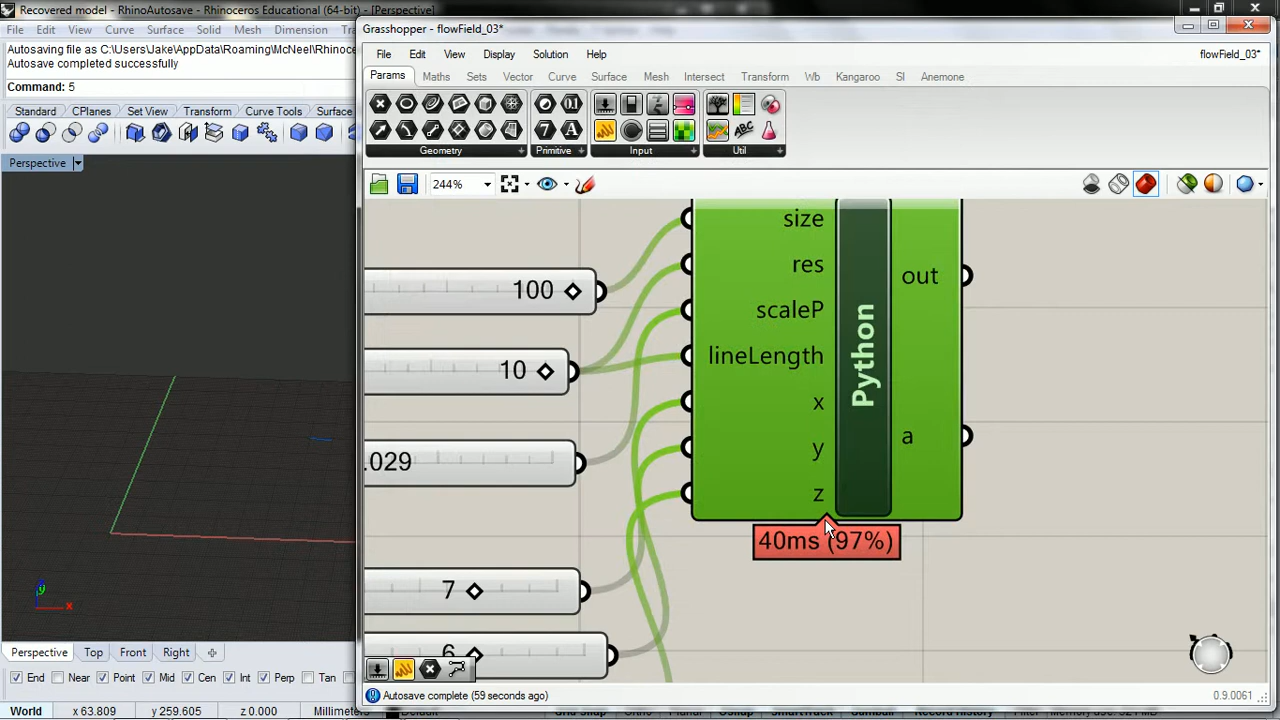 Recovered model - RhinoAutosave - Rhinoceros Educational (64-bit) - [Perspective]
File Edit View Curve Surface Solid Mesh Dimension
Autosaving file as C:\Users\Jake\AppData\Roaming\McNeel\Rhinoce
Autosave completed successfully
Command: 5
Standard CPlanes Set View Transform Curve Tools Surface
Perspective
Perspective Top Front Right
End Near Point Mid Cen Int Perp Tan
World x 63.809 y 259.605 z 0.000 Millimeters Default
Grasshopper - flowField_03*
File Edit View Display Solution Help flowField_03*
Params Maths Sets Vector Curve Surface Mesh Intersect Transform Wb Kangaroo SI Anemone
Geometry Primitive Input Util
244%
size
res
scaleP
lineLength
x
y
z
Python
out
a
100
10
.029
7
6
40ms (97%)
Autosave complete (59 seconds ago) 0.9.0061